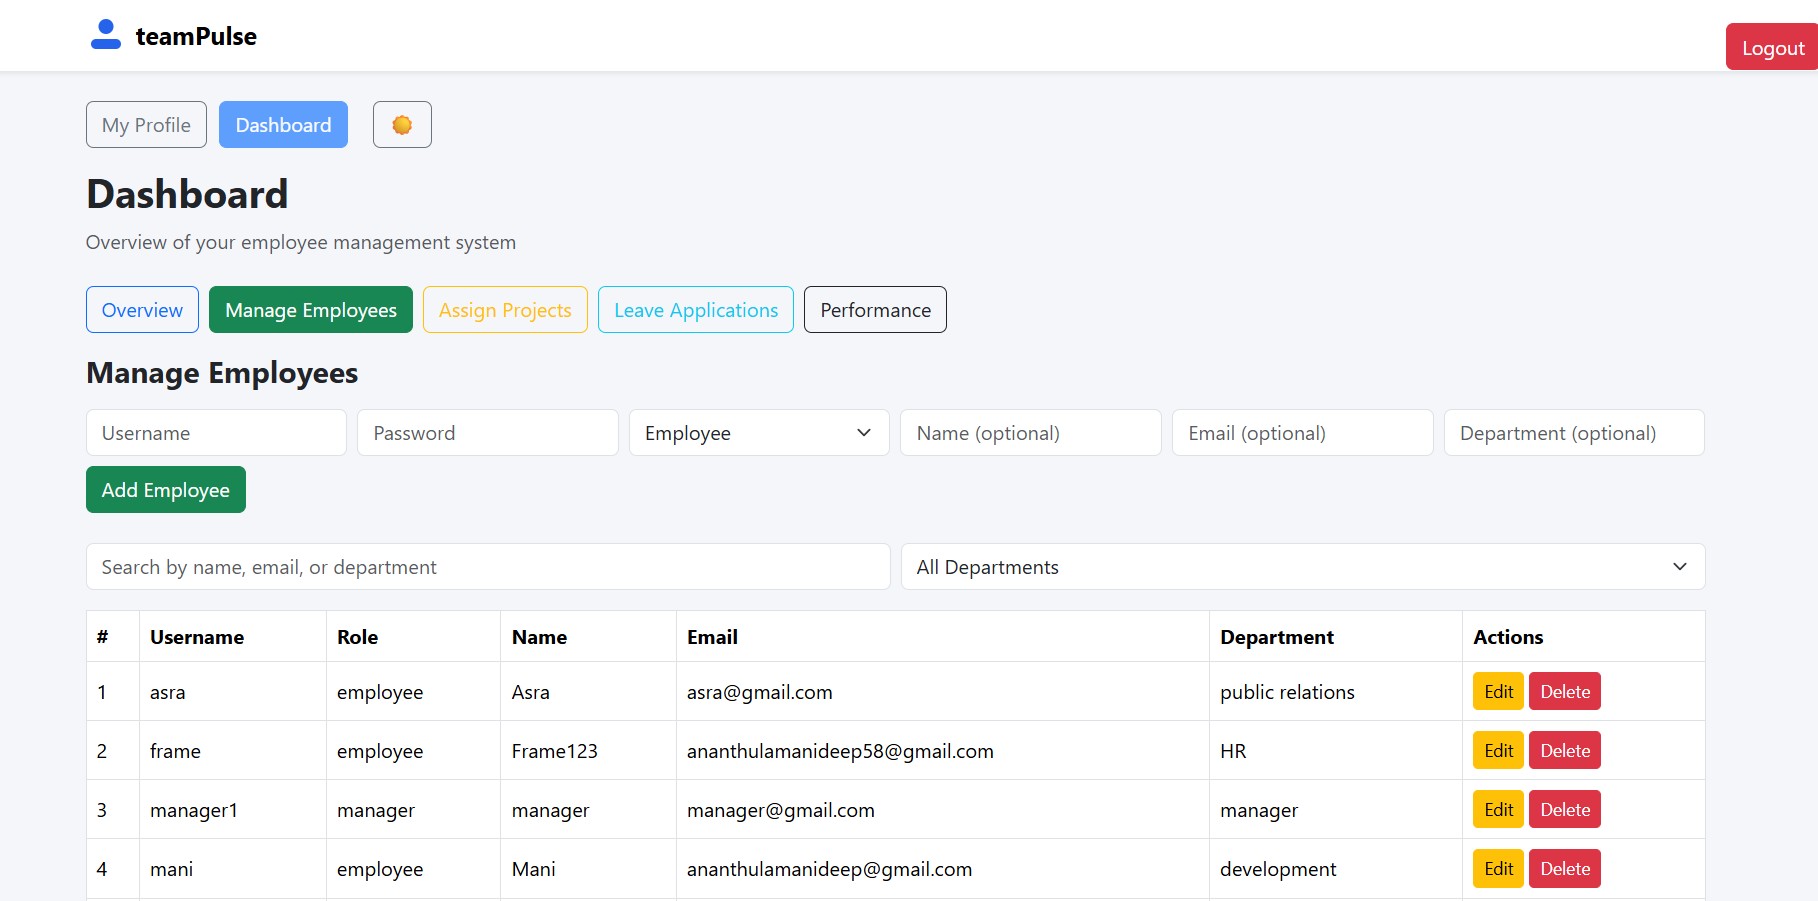 teamPulse
Logout
My Profile Dashboard
Dashboard
Overview of your employee management system
Overview Manage Employees Assign Projects Leave Applications Performance
Manage Employees
Username Password Employee Name (optional) Email (optional) Department (optional)
Add Employee
Search by name, email, or department All Departments
# Username Role Name Email Department Actions
1 asra employee Asra asra@gmail.com public relations Edit Delete
2 frame employee Frame123 ananthulamanideep58@gmail.com HR Edit Delete
3 manager1 manager manager manager@gmail.com manager Edit Delete
4 mani employee Mani ananthulamanideep@gmail.com development Edit Delete